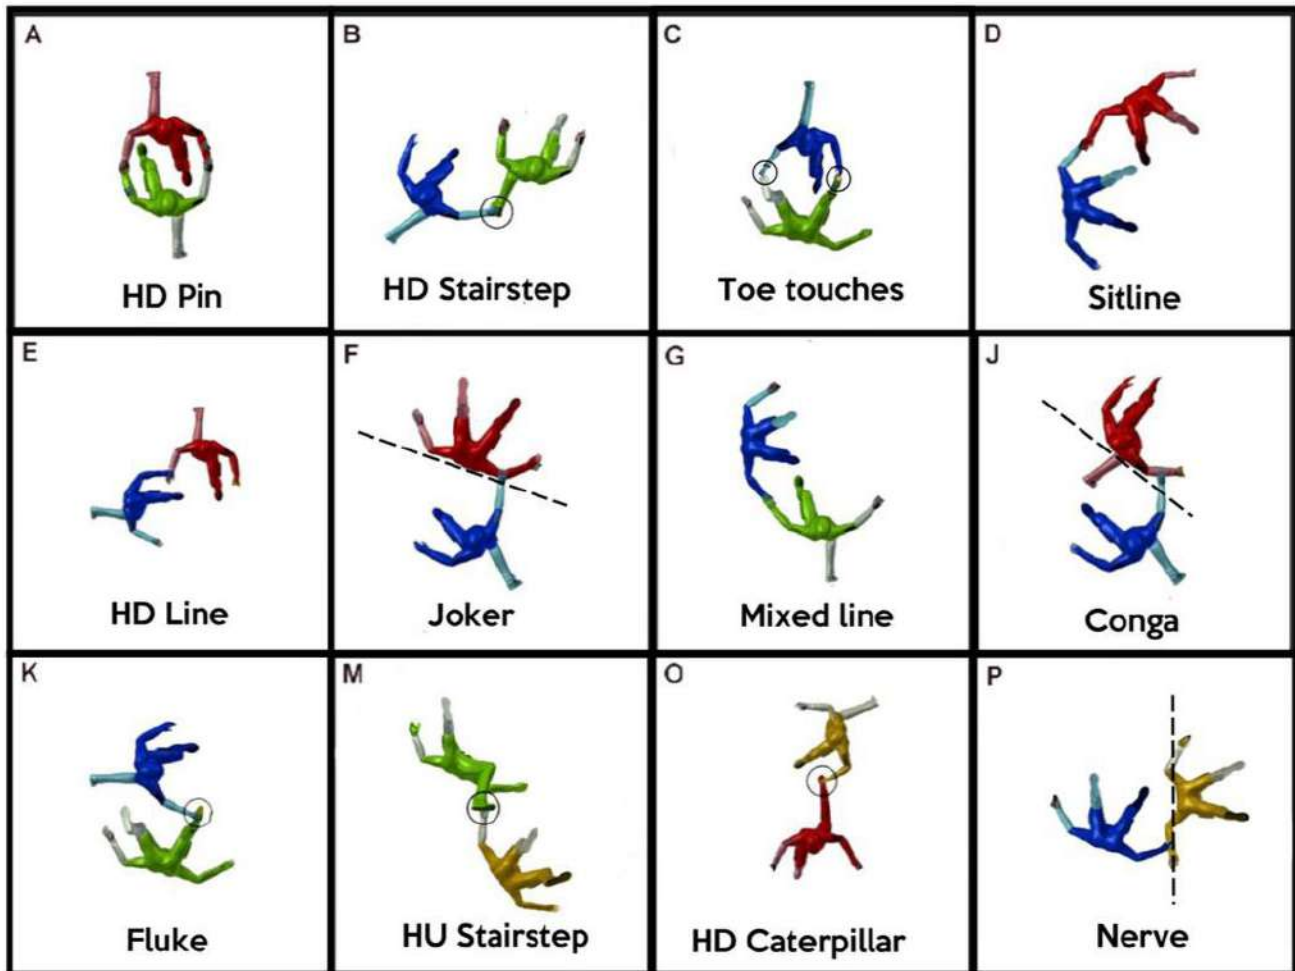 A
HD Pin
B
HD Stairstep
C
Toe touches
D
Sitline
E
HD Line
F
Joker
G
Mixed line
J
Conga
K
Fluke
M
HU Stairstep
O
HD Caterpillar
P
Nerve